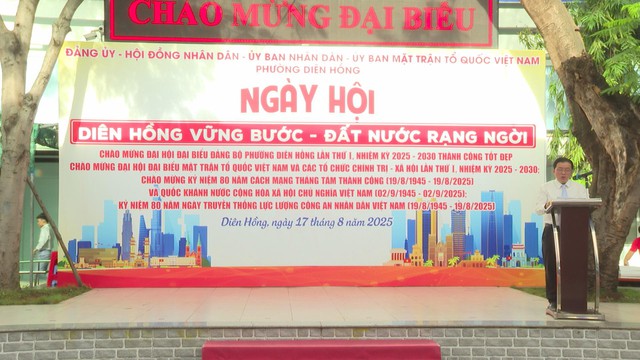 CHÀO MỪNG ĐẠI BIỂU
ĐẢNG ỦY - HỘI ĐỒNG NHÂN DÂN - ỦY BAN NHÂN DÂN - ỦY BAN MẶT TRẬN TỔ QUỐC VIỆT NAM
PHƯỜNG DIÊN HỒNG
NGÀY HỘI
DIÊN HỒNG VỮNG BƯỚC - ĐẤT NƯỚC RẠNG NGỜI
CHÀO MỪNG ĐẠI HỘI ĐẠI BIỂU ĐẢNG BỘ PHƯỜNG DIÊN HỒNG LẦN THỨ I, NHIỆM KỲ 2025 - 2030 THÀNH CÔNG TỐT ĐẸP
CHÀO MỪNG ĐẠI HỘI ĐẠI BIỂU MẶT TRẬN TỔ QUỐC VIỆT NAM VÀ CÁC TỔ CHỨC CHÍNH TRỊ - XÃ HỘI LẦN THỨ I, NHIỆM KỲ 2025 - 2030;
CHÀO MỪNG KỶ NIỆM 80 NĂM CÁCH MẠNG THÁNG TÁM THÀNH CÔNG (19/8/1945 - 19/8/2025)
VÀ QUỐC KHÁNH NƯỚC CỘNG HÒA XÃ HỘI CHỦ NGHĨA VIỆT NAM (02/9/1945 - 02/9/2025);
KỶ NIỆM 80 NĂM NGÀY TRUYỀN THỐNG LỰC LƯỢNG CÔNG AN NHÂN DÂN VIỆT NAM (19/8/1945 - 19/8/2025)
Diên Hồng, ngày 17 tháng 8 năm 2025